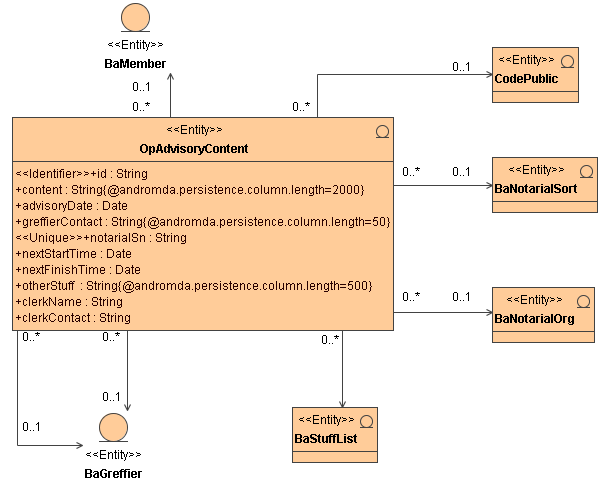 <<Entity>>
BaMember
0..1
0..*
0..1
0..*
<<Entity>>
CodePublic
<<Entity>>
OpAdvisoryContent
<<Identifier>>+id : String
+content : String{@andromda.persistence.column.length=2000}
+advisoryDate : Date
+greffierContact : String{@andromda.persistence.column.length=50}
<<Unique>>+notarialSn : String
+nextStartTime : Date
+nextFinishTime : Date
+otherStuff : String{@andromda.persistence.column.length=500}
+clerkName : String
+clerkContact : String
0..* 0..1
<<Entity>>
BaNotarialSort
0..* 0..1
<<Entity>>
BaNotarialOrg
0..* 0..* 0..*
0..1
0..1
<<Entity>>
BaGreffier
<<Entity>>
BaStuffList